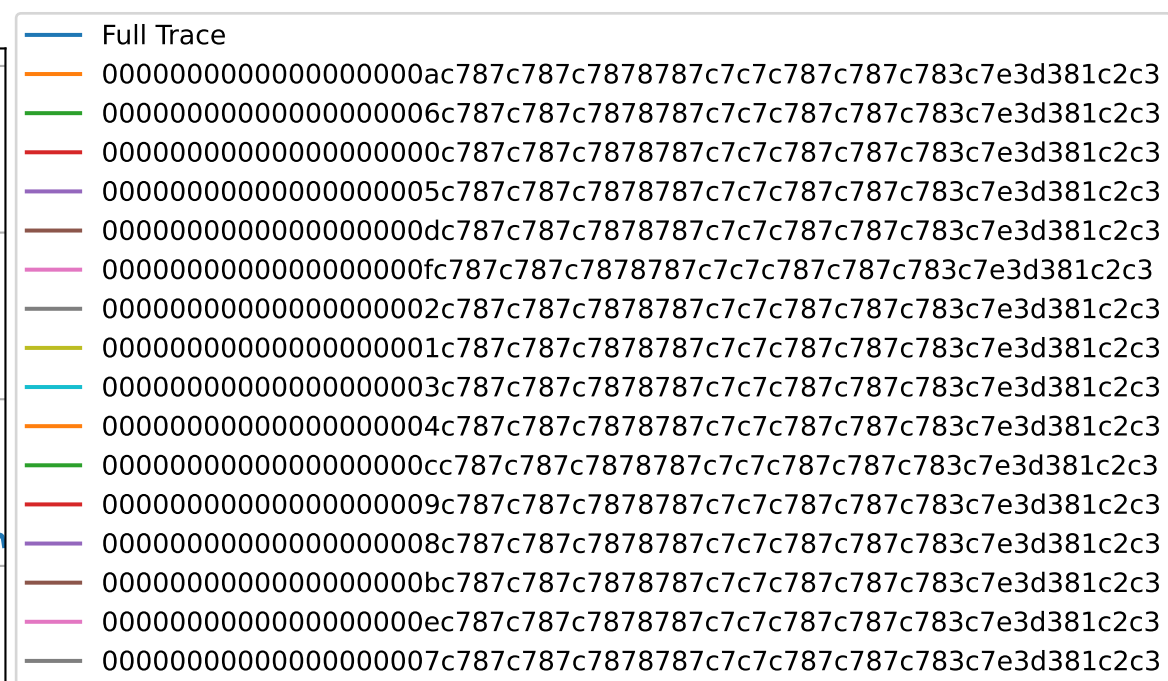 Full Trace
0000000000000000000ac787c787c7878787c7c7c787c787c783c7e3d381c2c3
00000000000000000006c787c787c7878787c7c7c787c787c783c7e3d381c2c3
00000000000000000000c787c787c7878787c7c7c787c787c783c7e3d381c2c3
00000000000000000005c787c787c7878787c7c7c787c787c783c7e3d381c2c3
0000000000000000000dc787c787c7878787c7c7c787c787c783c7e3d381c2c3
0000000000000000000fc787c787c7878787c7c7c787c787c783c7e3d381c2c3
00000000000000000002c787c787c7878787c7c7c787c787c783c7e3d381c2c3
00000000000000000001c787c787c7878787c7c7c787c787c783c7e3d381c2c3
00000000000000000003c787c787c7878787c7c7c787c787c783c7e3d381c2c3
00000000000000000004c787c787c7878787c7c7c787c787c783c7e3d381c2c3
0000000000000000000cc787c787c7878787c7c7c787c787c783c7e3d381c2c3
00000000000000000009c787c787c7878787c7c7c787c787c783c7e3d381c2c3
00000000000000000008c787c787c7878787c7c7c787c787c783c7e3d381c2c3
0000000000000000000bc787c787c7878787c7c7c787c787c783c7e3d381c2c3
0000000000000000000ec787c787c7878787c7c7c787c787c783c7e3d381c2c3
00000000000000000007c787c787c7878787c7c7c787c787c783c7e3d381c2c3